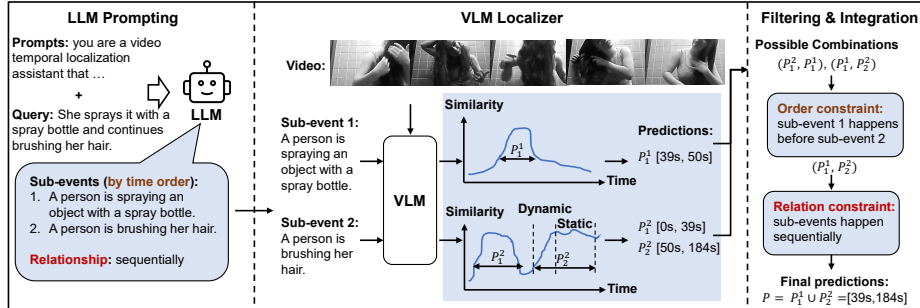 LLM Prompting
Prompts: you are a video
temporal localization
assistant that …
+
Query: She sprays it with a
spray bottle and continues
brushing her hair.
LLM
Sub-events (by time order):
1. A person is spraying an
object with a spray bottle.
2. A person is brushing her hair.
Relationship: sequentially
VLM Localizer
Video:
Sub-event 1:
A person is
spraying an
object with a
spray bottle.
Sub-event 2:
A person is
brushing her
hair.
VLM
Similarity
P₁¹
Time
Predictions:
P₁¹ [39s, 50s]
Similarity
Dynamic
Static
P₁²
P₂²
Time
P₁² [0s, 39s]
P₂² [50s, 184s]
Filtering & Integration
Possible Combinations
(P₁², P₁¹), (P₁¹, P₂²)
Order constraint:
sub-event 1 happens
before sub-event 2
(P₁¹, P₂²)
Relation constraint:
sub-events happen
sequentially
Final predictions:
P = P₁¹ ∪ P₂² =[39s,184s]